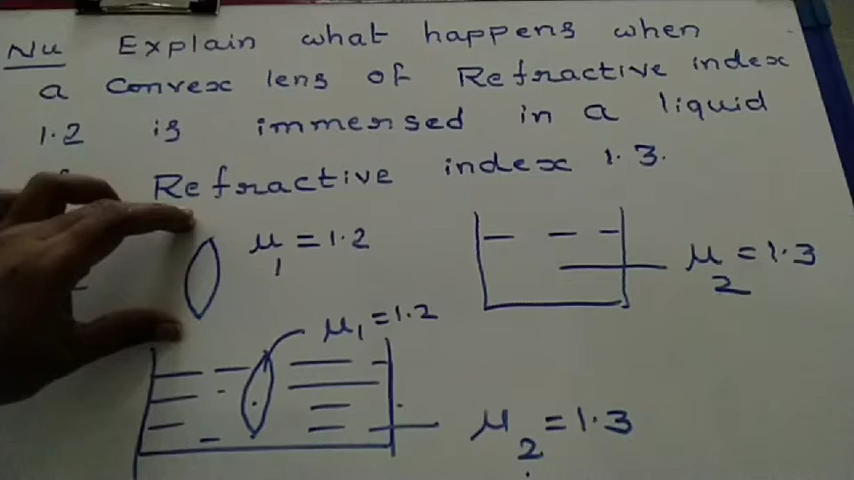 Nu Explain what happens when
a convex lens of Refractive index
1.2 is immersed in a liquid
Refractive index 1.3.
μ1 = 1.2
μ2 = 1.3
μ1 = 1.2
μ2 = 1.3